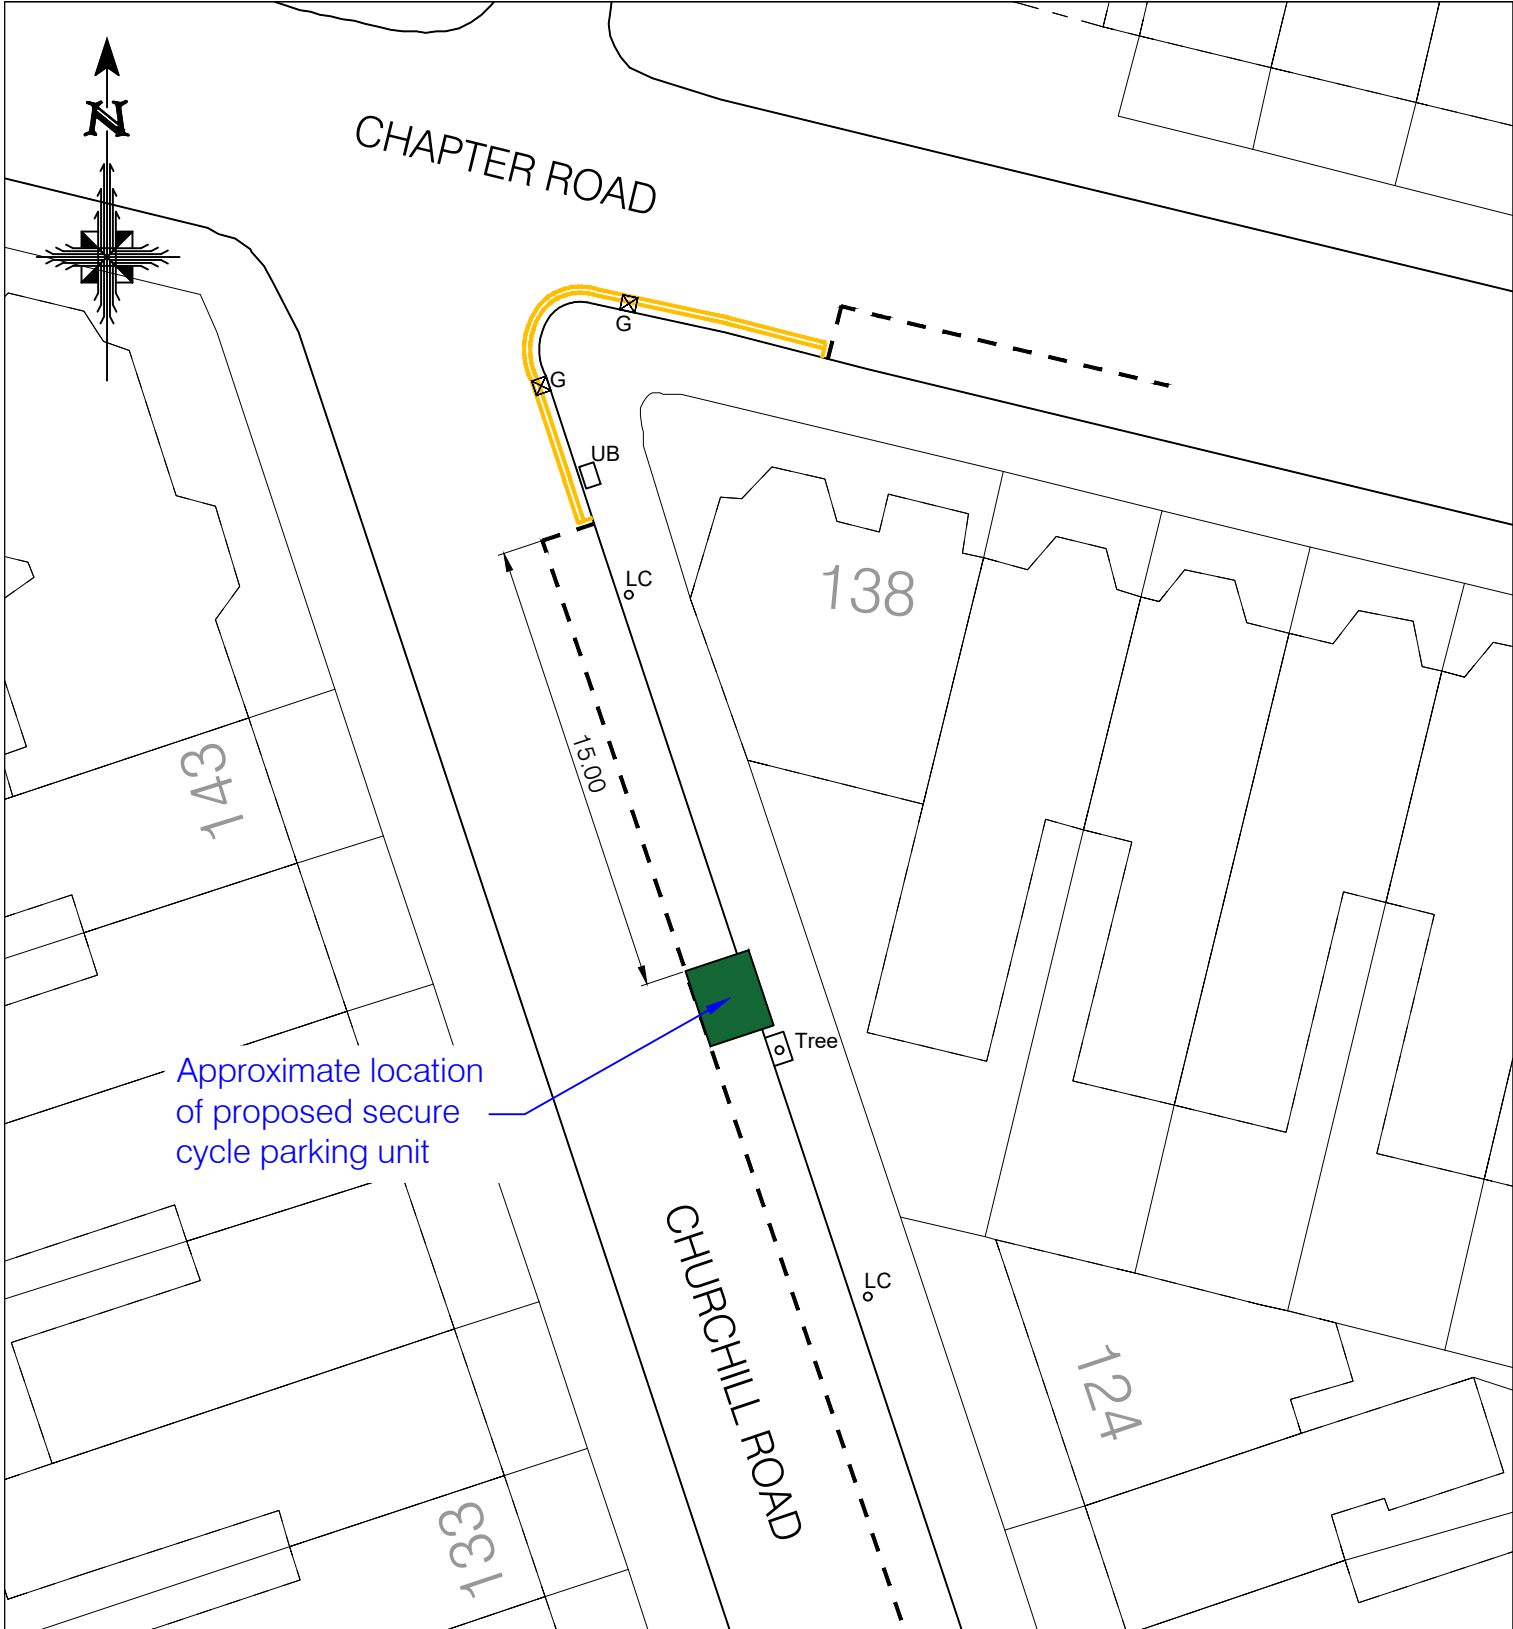 N
CHAPTER ROAD
G
G
UB
LC
138
15.00
143
Tree
Approximate location
of proposed secure
cycle parking unit
CHURCHILL ROAD
LC
124
133